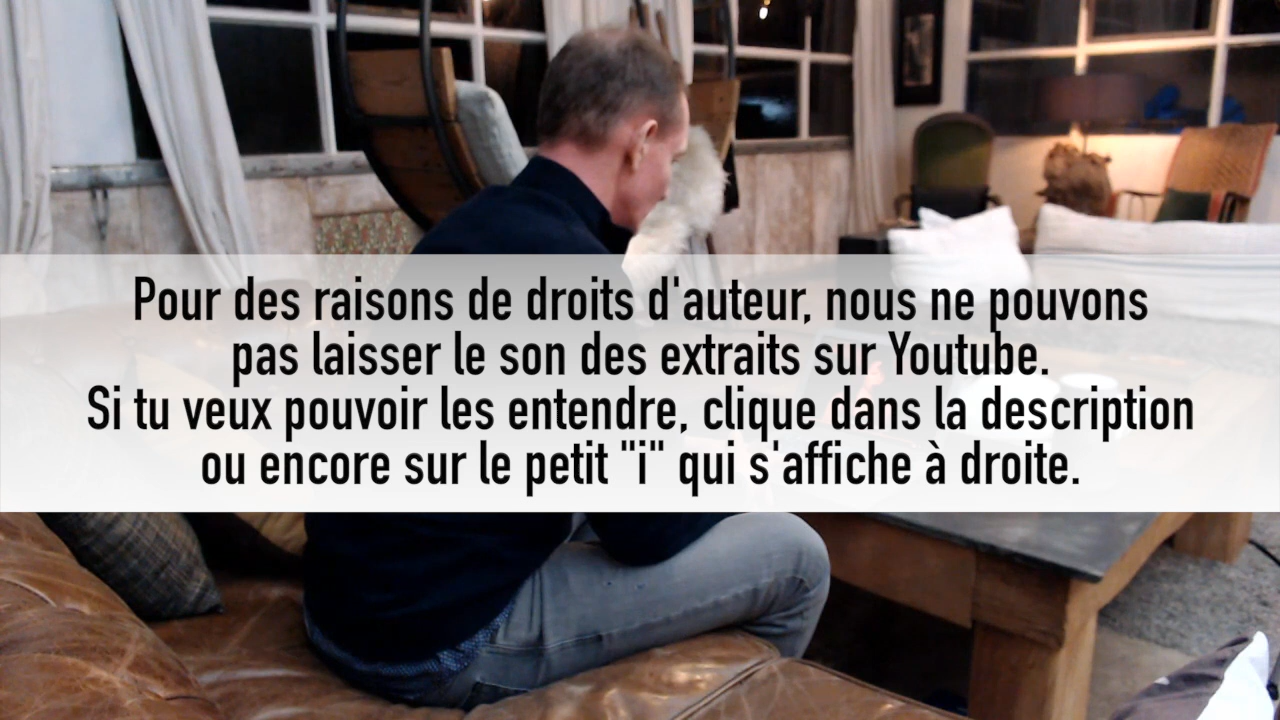 Pour des raisons de droits d'auteur, nous ne pouvons
pas laisser le son des extraits sur Youtube.
Si tu veux pouvoir les entendre, clique dans la description
ou encore sur le petit "i" qui s'affiche à droite.